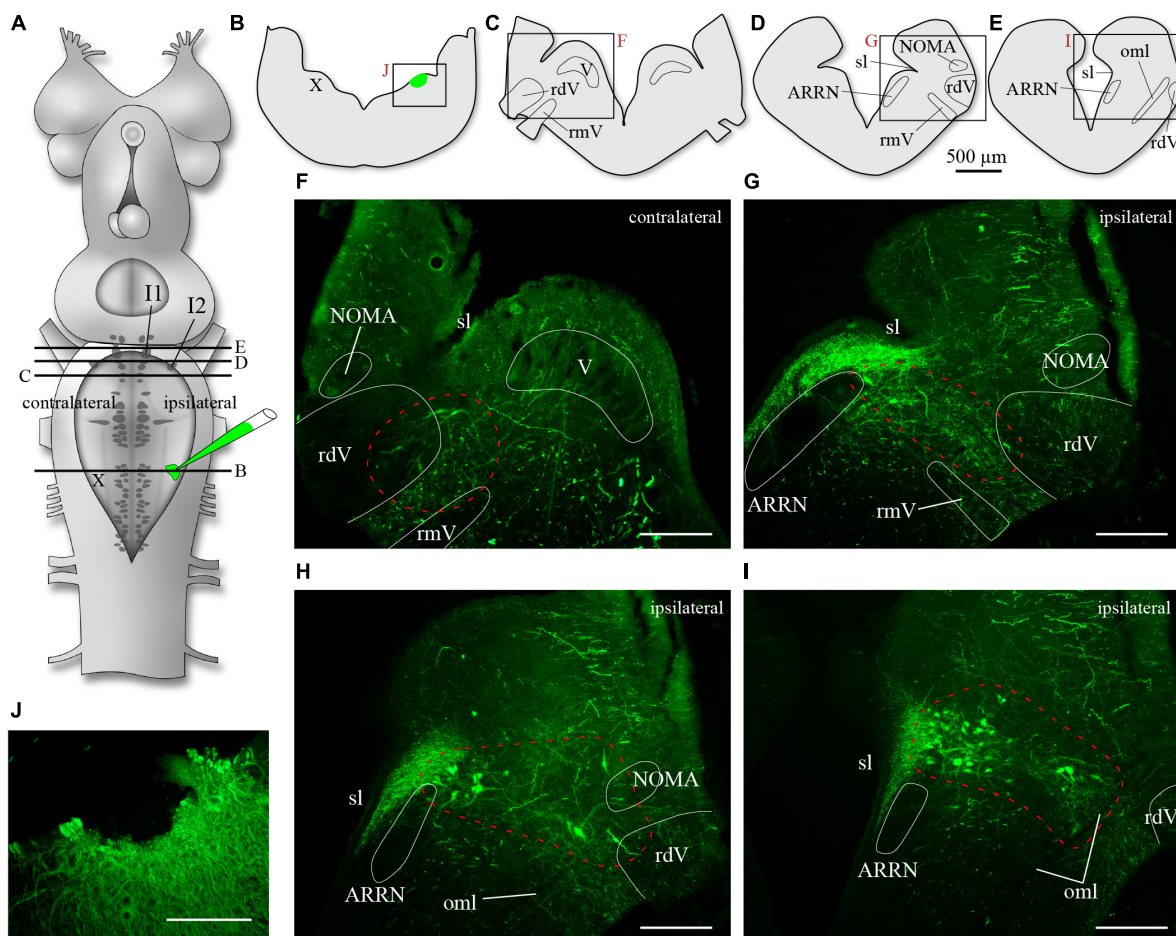 A
B
C
D
E
X
J
F
V
rdV
rmV
G
NOMA
sl
ARRN
rdV
rmV
I
oml
sl
ARRN
rdV
500 µm
I1
I2
E
D
C
contralateral
ipsilateral
X
B
F
contralateral
NOMA
sl
V
rdV
rmV
G
ipsilateral
sl
NOMA
rdV
ARRN
rmV
H
ipsilateral
sl
NOMA
rdV
ARRN
oml
I
ipsilateral
sl
rdV
ARRN
oml
J